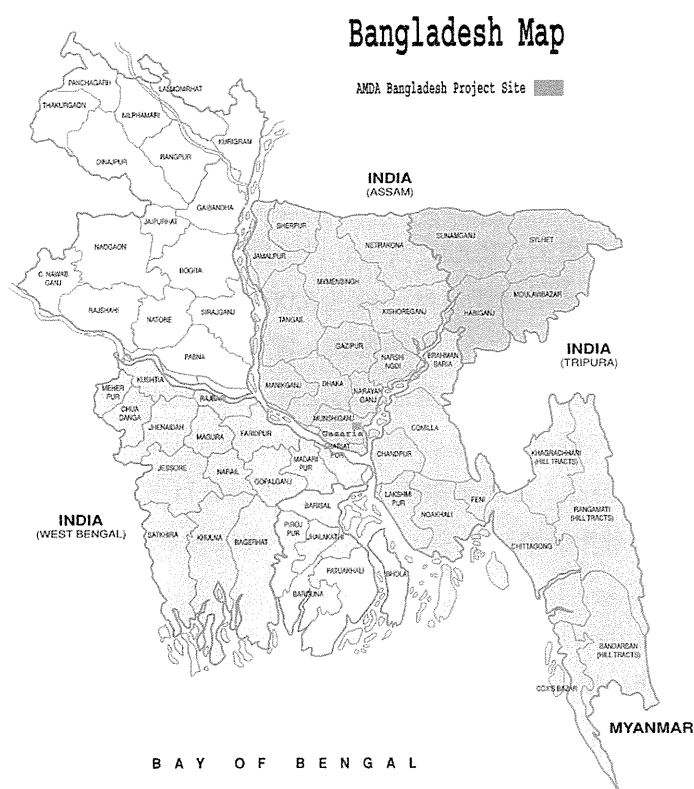 Bangladesh Map
AMDA Bangladesh Project Site
PANCHAGARH
LALMONIRHAT
THAKURGAON
NILPHAMARI
KURIGRAM
DINAJPUR
RANGPUR
INDIA
(ASSAM)
GAIBANDHA
JAIPURHAT
SHERPUR
NETRAKONA
SUNAMGANJ
SYLHET
NAOGAON
JAMALPUR
BOGRA
C. NAWAB
GANJ
MYMENSINGH
MOULAVIBAZAR
RAJSHAHI
NATORE
SIRAJGANJ
TANGAIL
KISHOREGANJ
HABIGANJ
PABNA
GAZIPUR
NARSHI
NGDI
BRAHMAN
BARIA
INDIA
(TRIPURA)
KUSHTIA
MEHER
PUR
MANIKGANJ
DHAKA
NARAYAN
GANJ
RAJBARI
CHUA
DANGA
JHENAIDAH
MAGURA
FARIDPUR
MUNSHIGANJ
Gazaria
SHARIAT
PUR
COMILLA
CHANDPUR
KHAGRACHHARI
(HILL TRACTS)
JESSORE
NARAIL
GOPALGANJ
MADARI
PUR
LAKSHMI
PUR
FENI
NOAKHALI
RANGAMATI
(HILL TRACTS)
INDIA
(WEST BENGAL)
BARISAL
PIROJ
PUR
JHALAKATHI
SATKHIRA
KHULNA
BAGERHAT
CHITTAGONG
PATUAKHALI
BHOLA
BARGUNA
BANDARBAN
(HILL TRACTS)
COX'S BAZAR
MYANMAR
BAY OF BENGAL